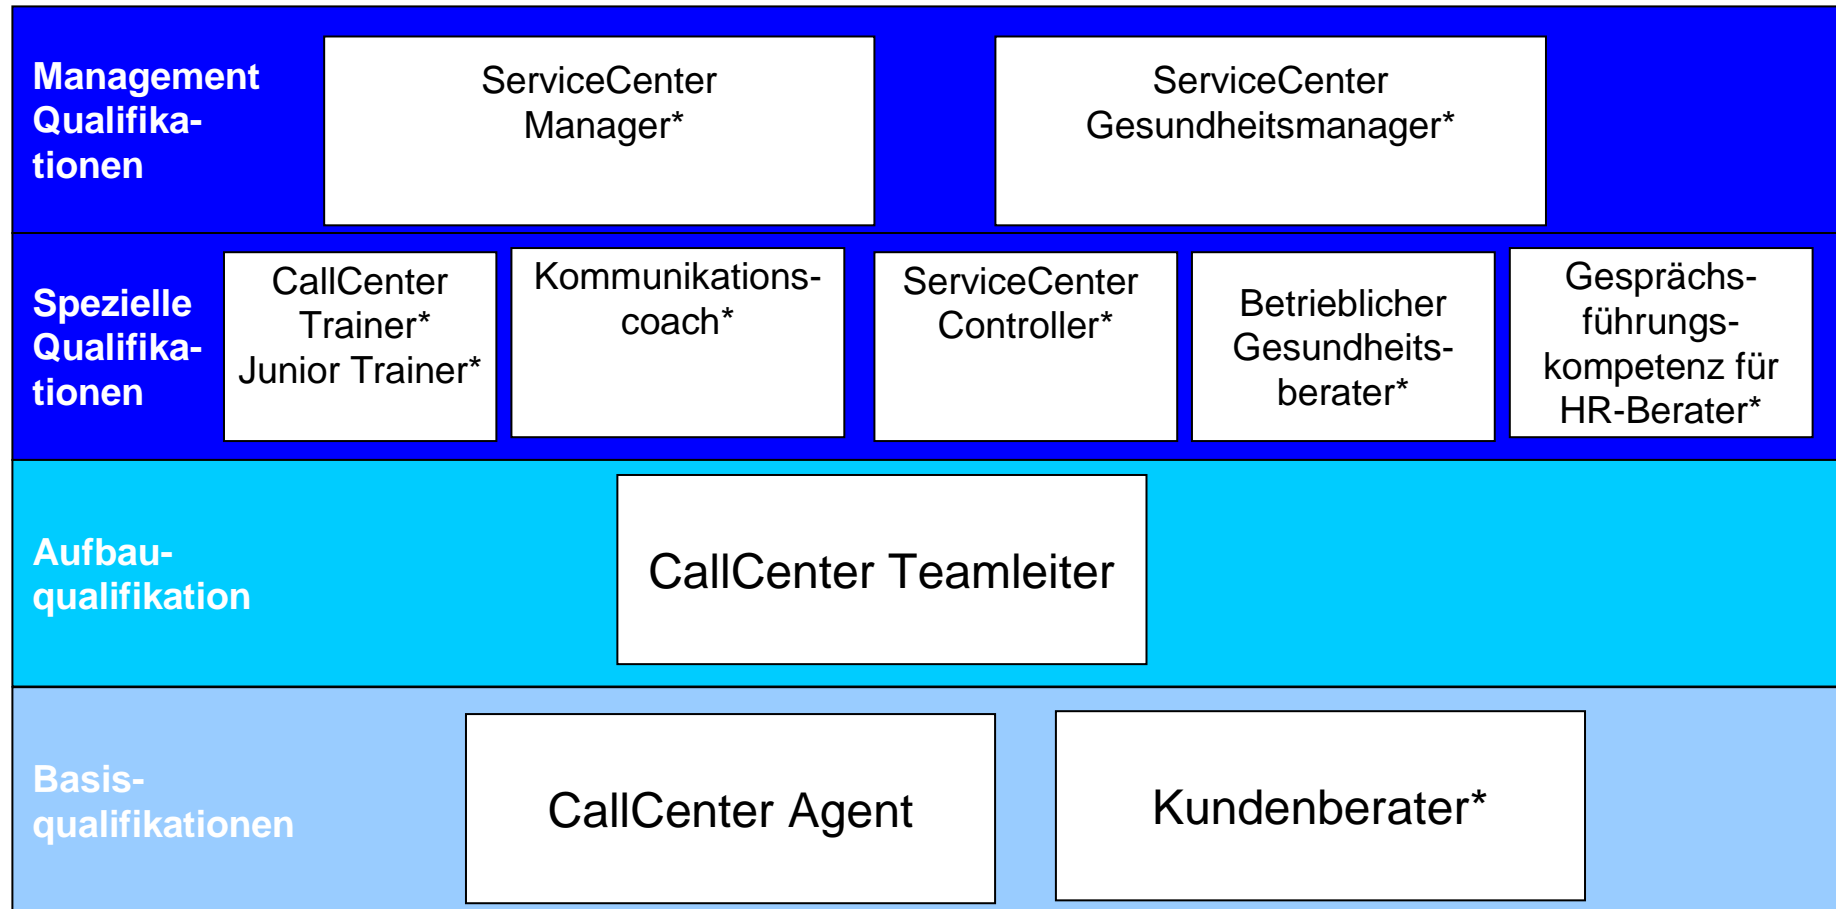 Management
Qualifika-
tionen
ServiceCenter
Manager*
ServiceCenter
Gesundheitsmanager*
Spezielle
Qualifika-
tionen
CallCenter
Trainer*
Junior Trainer*
Kommunikations-
coach*
ServiceCenter
Controller*
Betrieblicher
Gesundheits-
berater*
Gesprächs-
führungs-
kompetenz für
HR-Berater*
Aufbau-
qualifikation
CallCenter Teamleiter
Basis-
qualifikationen
CallCenter Agent
Kundenberater*